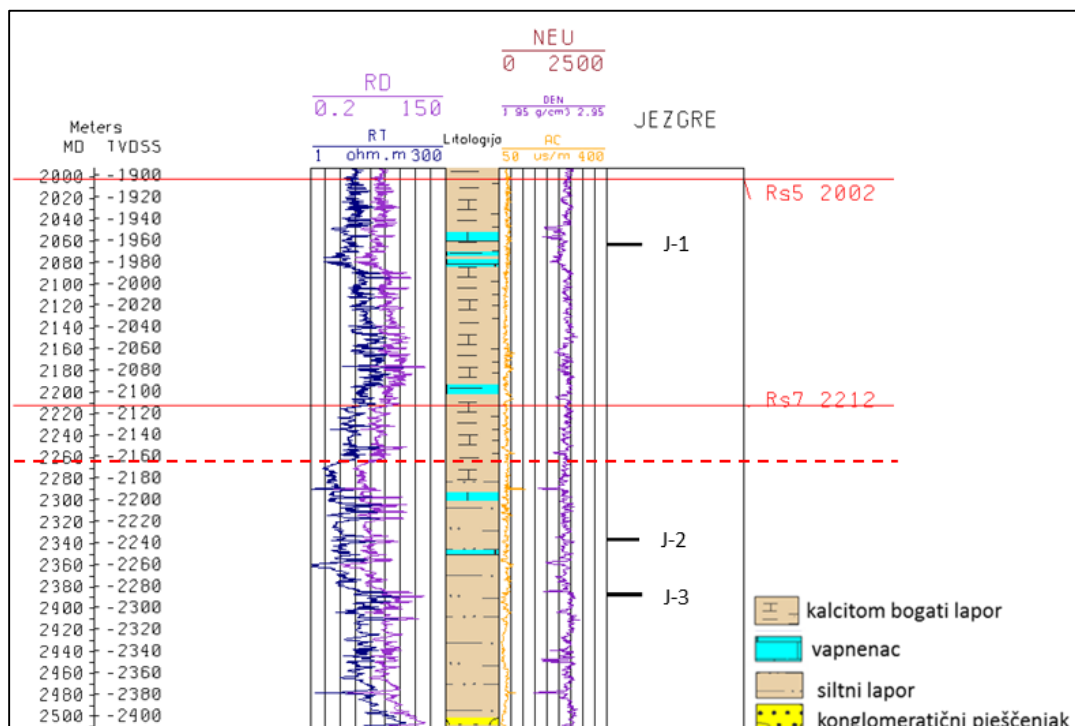 NEU
0 2500
RD
0.2 150
DEN
1.95 g/cm3 2.95
JEZGRE
Meters
MD TVDSS
RT
1 ohm.m 300
Litologija
AC
50 us/m 400
2000 -1900
Rs5 2002
2020 -1920
2040 -1940
2060 -1960
J-1
2080 -1980
2100 -2000
2120 -2020
2140 -2040
2160 -2060
2180 -2080
2200 -2100
Rs7 2212
2220 -2120
2240 -2140
2260 -2160
2280 -2180
2300 -2200
2320 -2220
2340 -2240
J-2
2360 -2260
2380 -2280
J-3
2400 -2300
kalcitom bogati lapor
2420 -2320
2440 -2340
vapnenac
2460 -2360
2480 -2380
siltni lapor
2500 -2400
konglomeratični pješčenjak